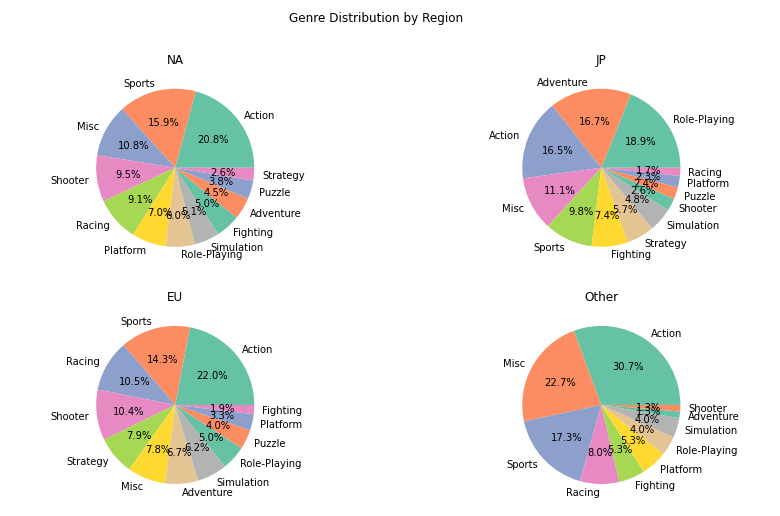 Genre Distribution by Region
NA
Action
20.8%
Sports
15.9%
Misc
10.8%
Shooter
9.5%
Racing
9.1%
Platform
7.0%
Role-Playing
6.0%
Simulation
5.1%
Fighting
5.0%
Adventure
4.5%
Puzzle
3.8%
Strategy
2.6%
JP
Role-Playing
18.9%
Adventure
16.7%
Action
16.5%
Misc
11.1%
Sports
9.8%
Fighting
7.4%
Strategy
5.7%
Simulation
4.8%
Shooter
2.6%
Puzzle
2.4%
Platform
2.3%
Racing
1.7%
EU
Action
22.0%
Sports
14.3%
Racing
10.5%
Shooter
10.4%
Strategy
7.9%
Misc
7.8%
Adventure
6.7%
Simulation
6.2%
Role-Playing
5.0%
Puzzle
4.0%
Platform
3.3%
Fighting
1.9%
Other
Action
30.7%
Misc
22.7%
Sports
17.3%
Racing
8.0%
Fighting
5.3%
Platform
5.3%
Role-Playing
4.0%
Simulation
4.0%
Adventure
1.3%
Shooter
1.3%